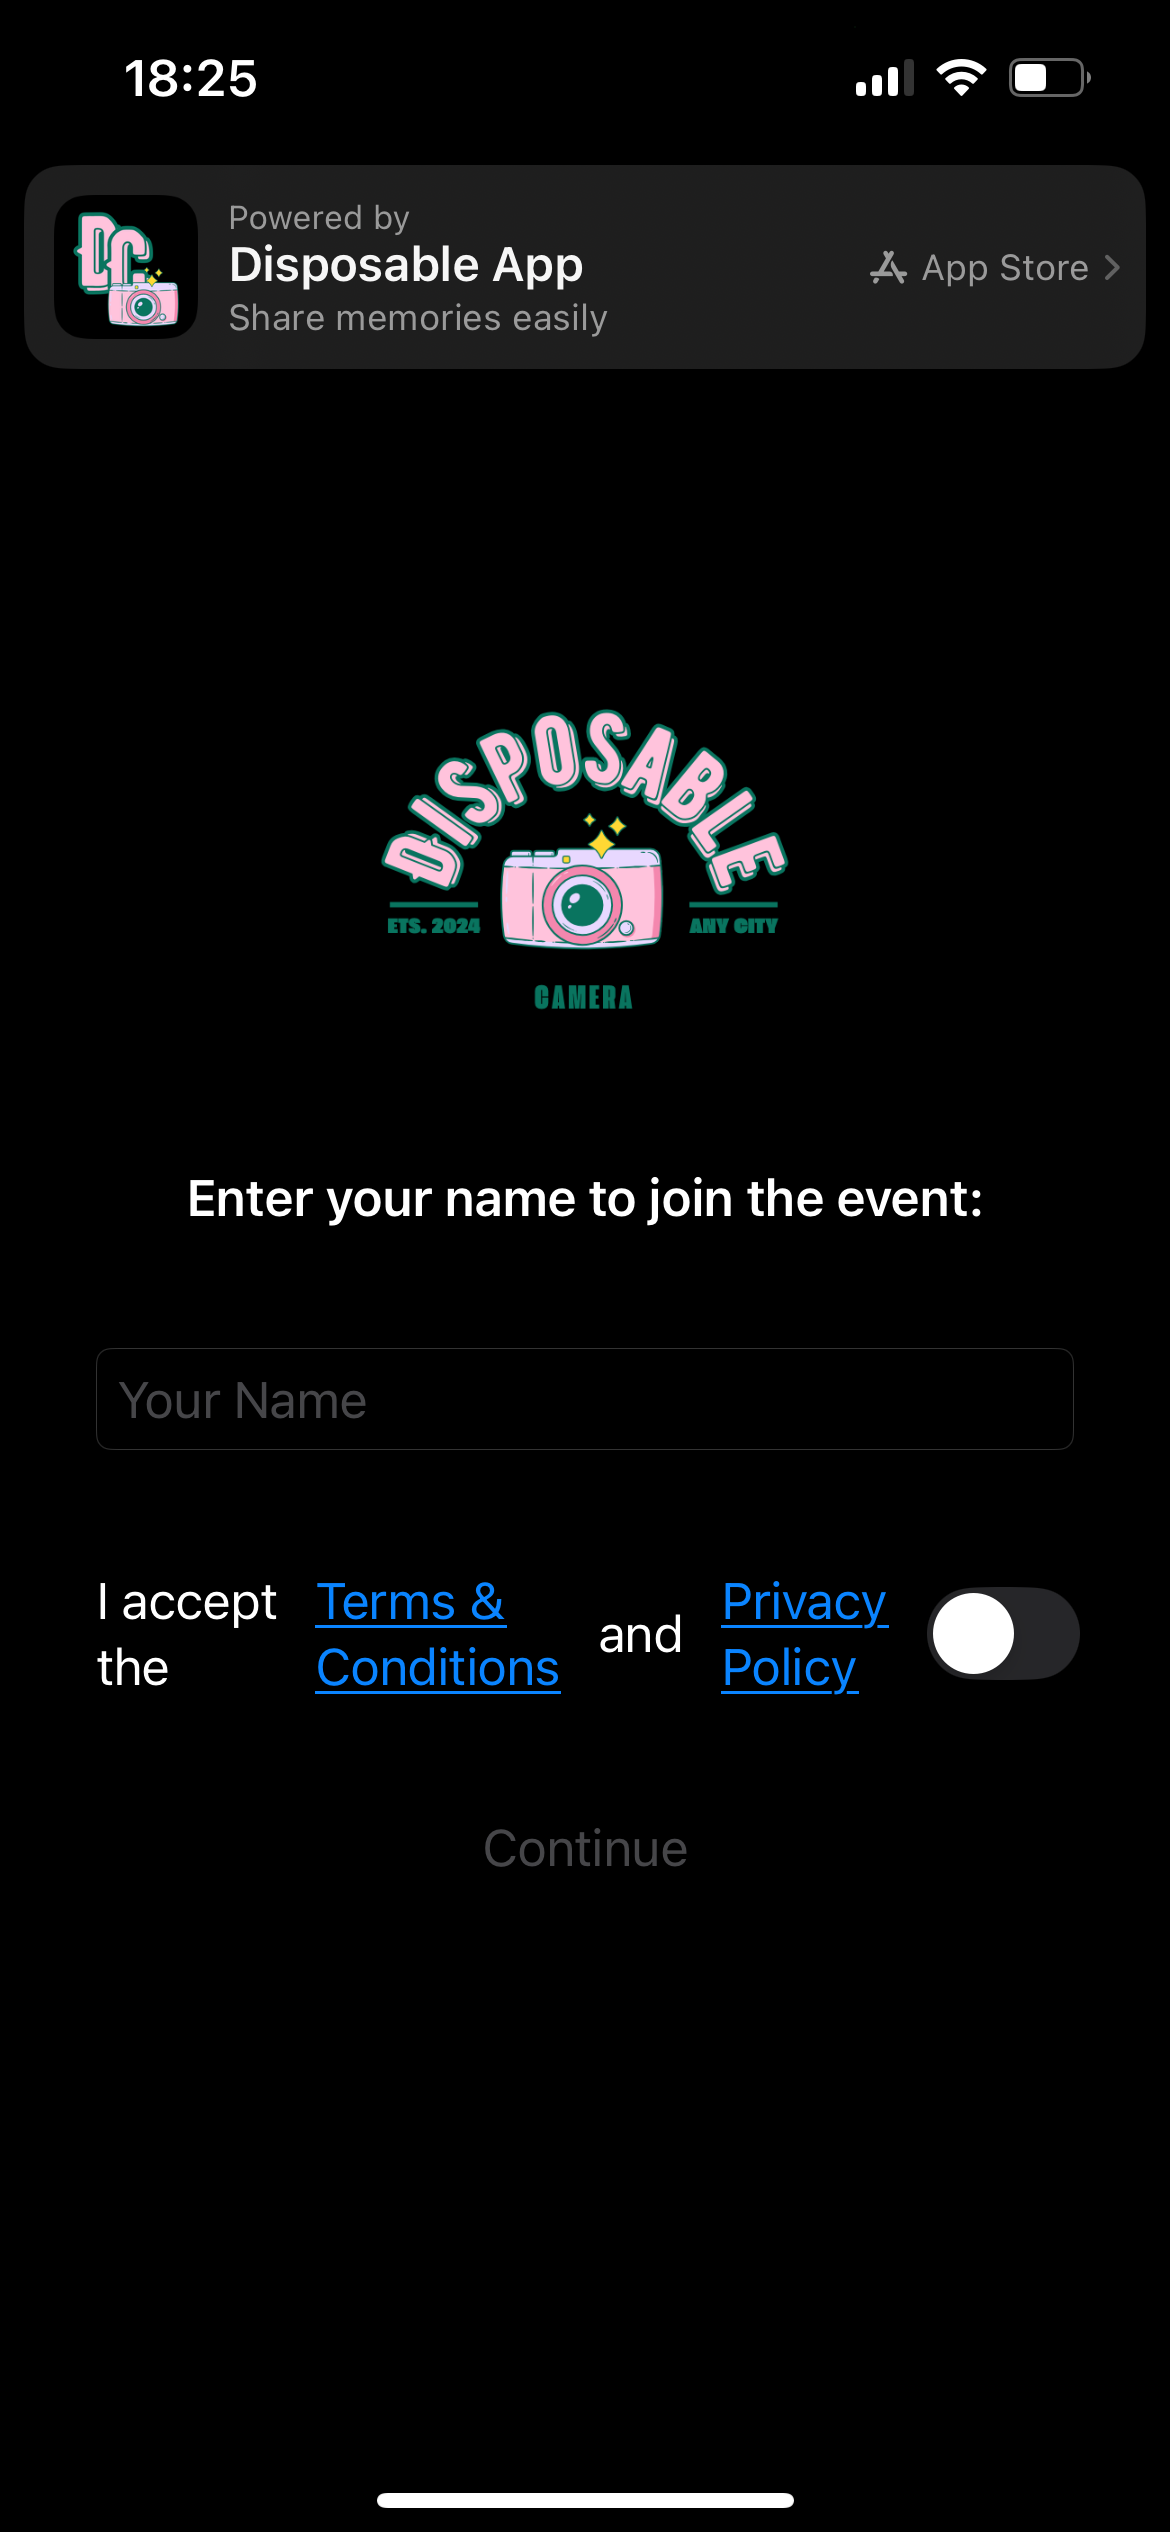 18:25
DC
Powered by
Disposable App
Share memories easily
App Store
DISPOSABLE
ETS. 2024
ANY CITY
CAMERA
Enter your name to join the event:
Your Name
I accept the Terms & Conditions and Privacy Policy
Continue